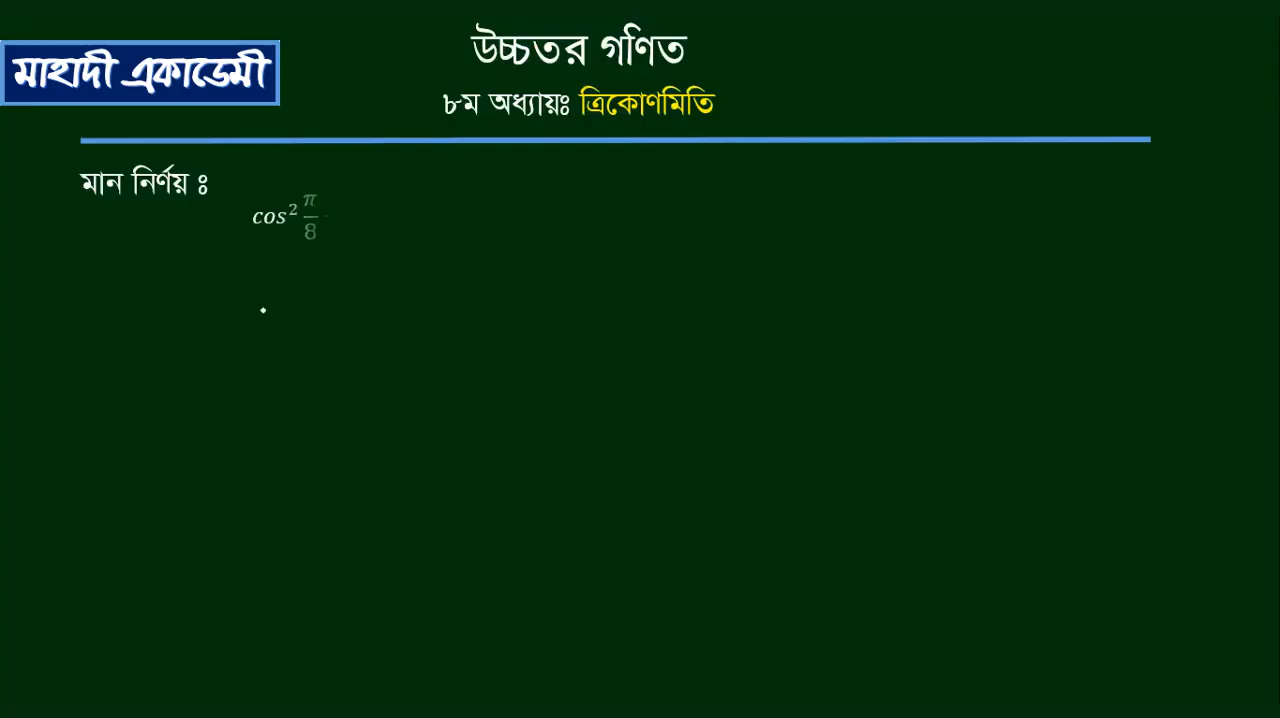 উচ্চতর গণিত
মাহাদী একাডেমী
৮ম অধ্যায়ঃ ত্রিকোণমিতি
মান নির্ণয় ঃ
cos² π/8